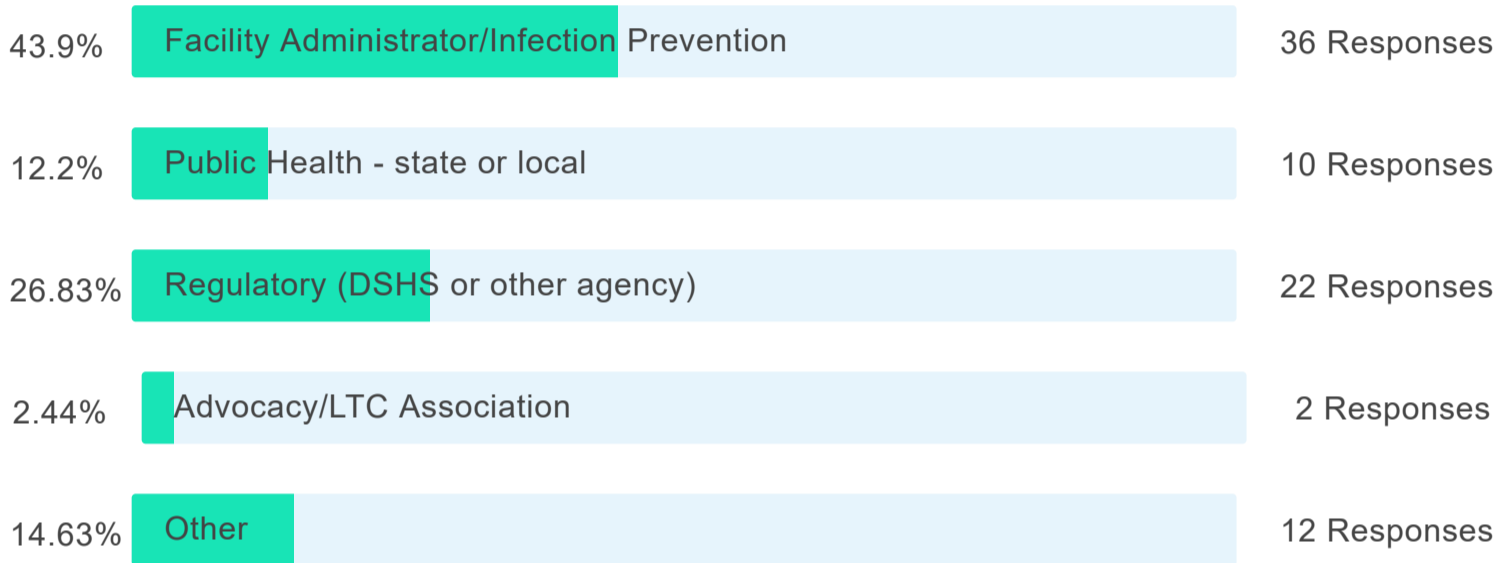 43.9% Facility Administrator/Infection Prevention 36 Responses
12.2% Public Health - state or local 10 Responses
26.83% Regulatory (DSHS or other agency) 22 Responses
2.44% Advocacy/LTC Association 2 Responses
14.63% Other 12 Responses